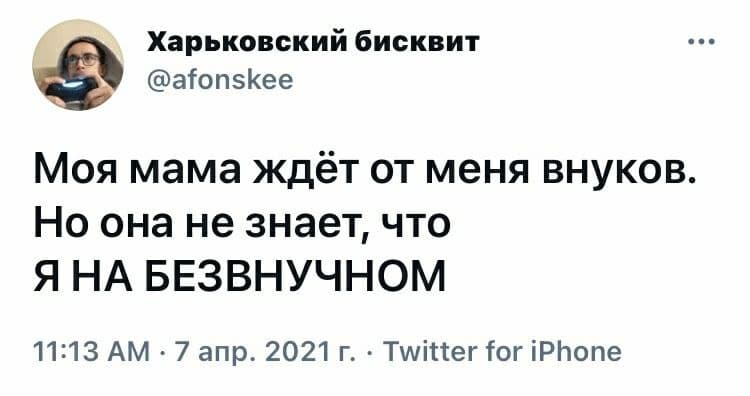 Харьковский бисквит
@afonskee
Моя мама ждёт от меня внуков.
Но она не знает, что
Я НА БЕЗВНУЧНОМ
11:13 AM · 7 апр. 2021 г. · Twitter for iPhone